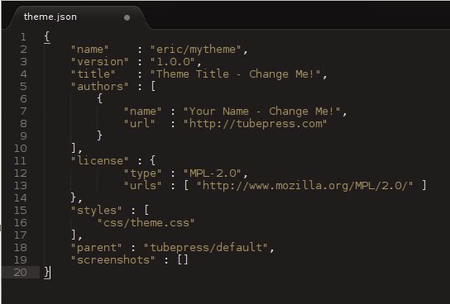 theme.json
1 {
2     "name"    : "eric/mytheme",
3     "version" : "1.0.0",
4     "title"   : "Theme Title - Change Me!",
5     "authors" : [
6         {
7             "name" : "Your Name - Change Me!",
8             "url"  : "http://tubepress.com"
9         }
10     ],
11     "license" : {
12             "type" : "MPL-2.0",
13             "urls" : [ "http://www.mozilla.org/MPL/2.0/" ]
14     },
15     "styles" : [
16         "css/theme.css"
17     ],
18     "parent" : "tubepress/default",
19     "screenshots" : []
20 }